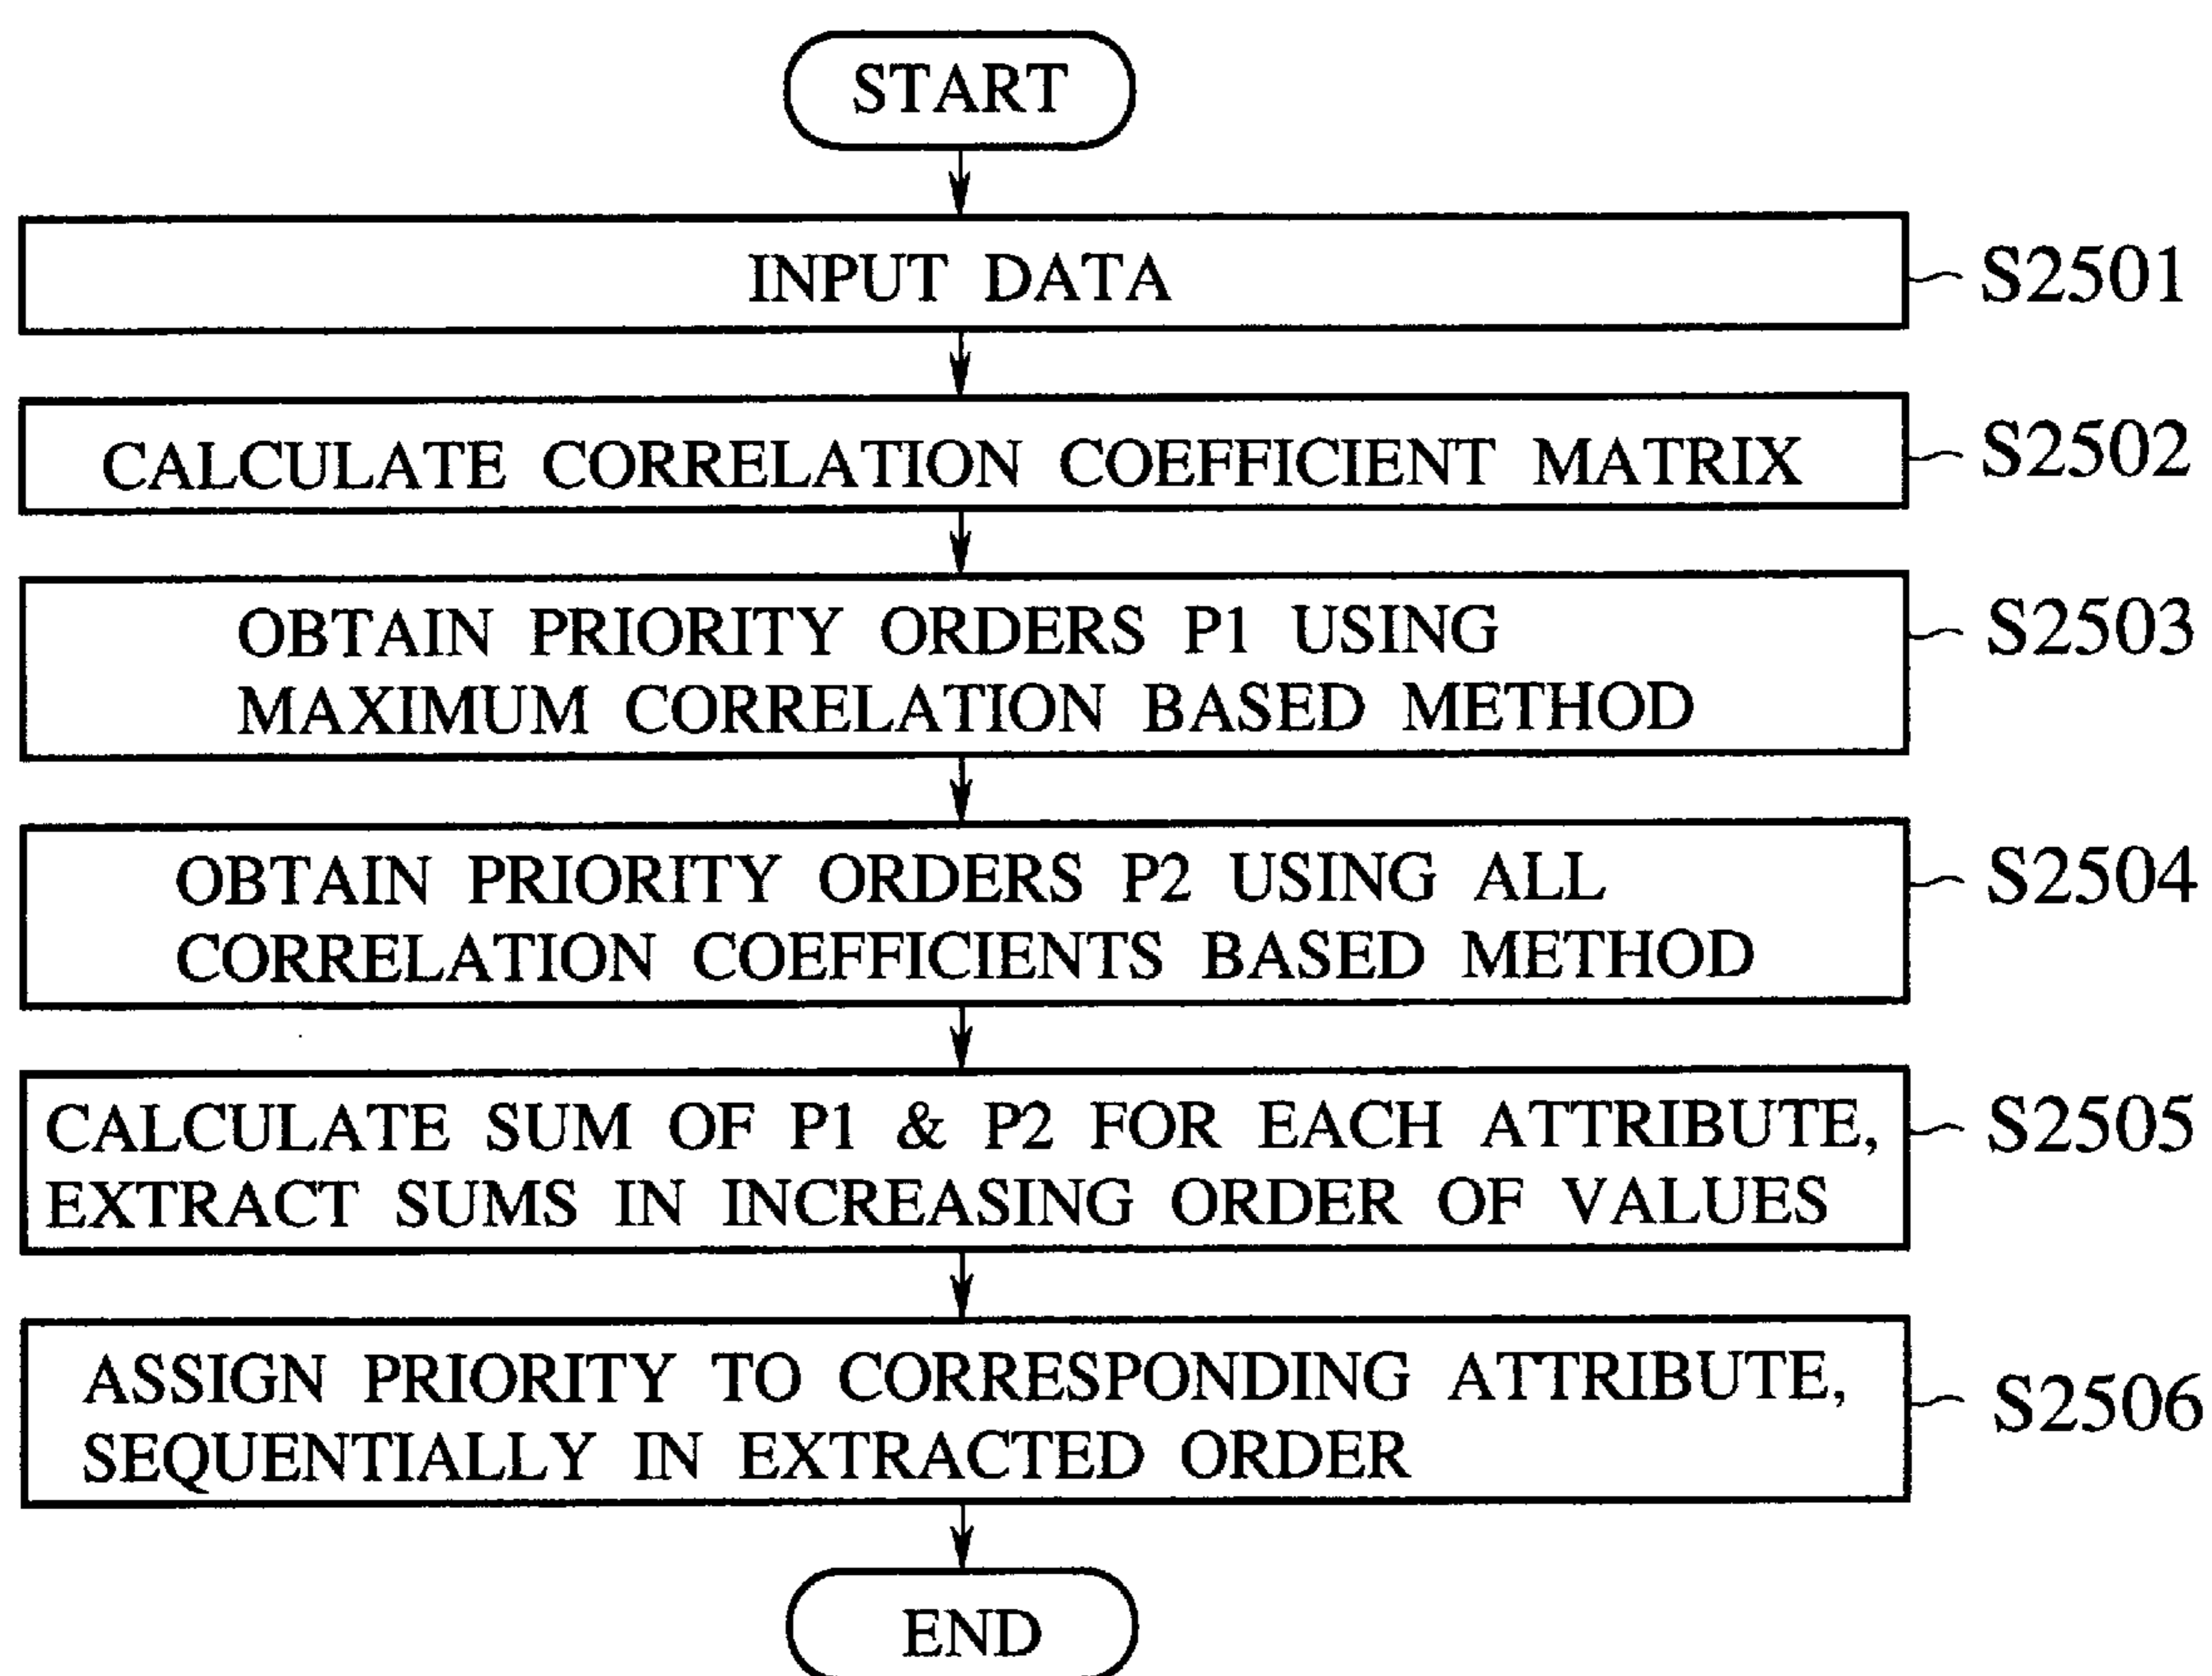 START
INPUT DATA
S2501
CALCULATE CORRELATION COEFFICIENT MATRIX
S2502
OBTAIN PRIORITY ORDERS P1 USING
MAXIMUM CORRELATION BASED METHOD
S2503
OBTAIN PRIORITY ORDERS P2 USING ALL
CORRELATION COEFFICIENTS BASED METHOD
S2504
CALCULATE SUM OF P1 & P2 FOR EACH ATTRIBUTE,
EXTRACT SUMS IN INCREASING ORDER OF VALUES
S2505
ASSIGN PRIORITY TO CORRESPONDING ATTRIBUTE,
SEQUENTIALLY IN EXTRACTED ORDER
S2506
END